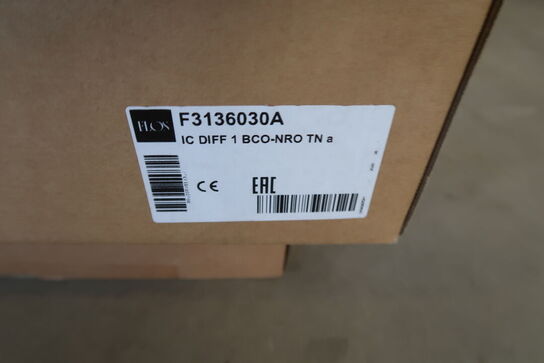 FLOS
F3136030A
IC DIFF 1 BCO-NRO TN a
CE
EAC